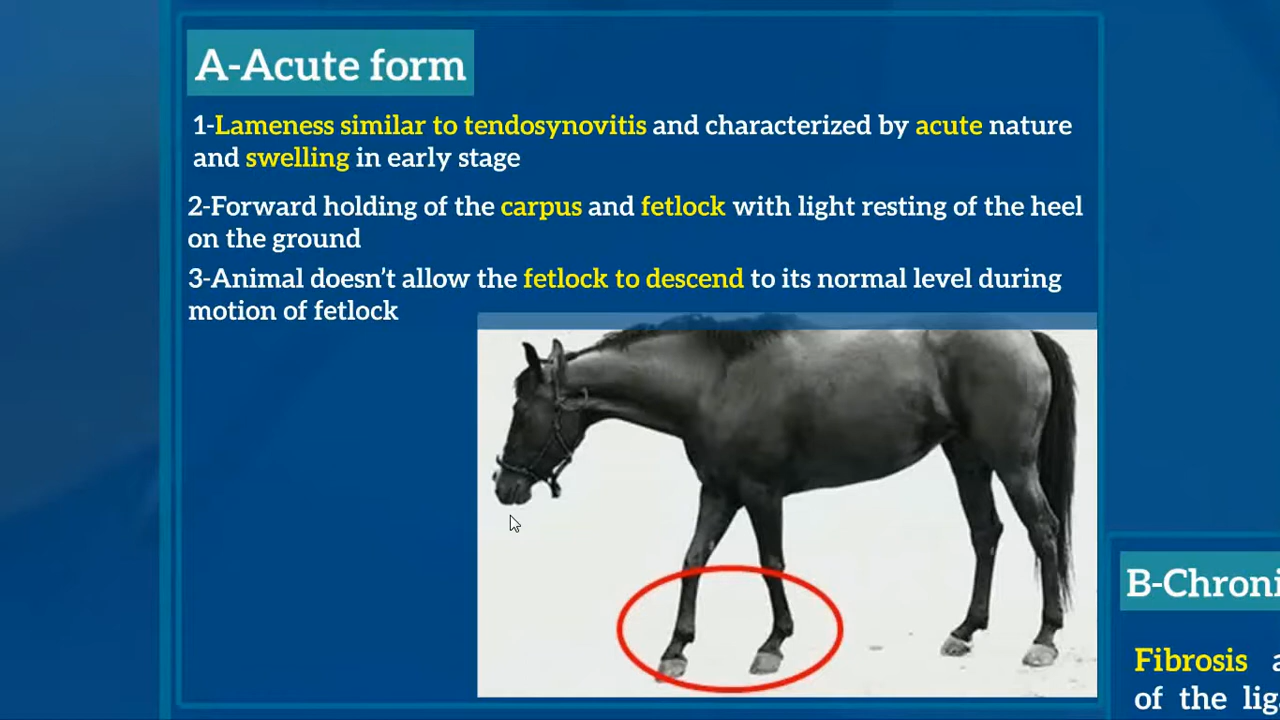 A-Acute form
1-Lameness similar to tendosynovitis and characterized by acute nature
and swelling in early stage
2-Forward holding of the carpus and fetlock with light resting of the heel
on the ground
3-Animal doesn't allow the fetlock to descend to its normal level during
motion of fetlock
B-Chroni
Fibrosis a
of the lig